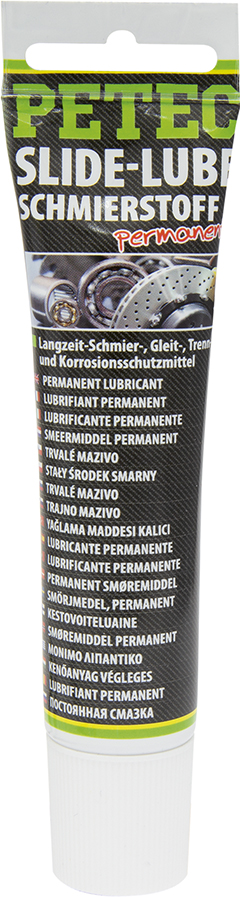 PETEC
SLIDE-LUBE
SCHMIERSTOFF
Permanen
Langzeit-Schmier-, Gleit-, Trenn-
und Korrosionsschutzmittel
PERMANENT LUBRICANT
LUBRIFIANT PERMANENT
LUBRIFICANTE PERMANENTE
SMEERMIDDEL PERMANENT
TRVALÉ MAZIVO
STAŁY ŚRODEK SMARNY
TRVALÉ MAZIVO
TRAJNO MAZIVO
YAĞLAMA MADDESI KALICI
LUBRICANTE PERMANENTE
LUBRIFICANTE PERMANENTE
PERMANENT SMØREMIDDEL
SMÖRJMEDEL, PERMANENT
KESTOVOITELUAINE
SMØREMIDDEL PERMANENT
ΜΟΝΙΜΟ ΛΙΠΑΝΤΙΚΟ
KENŐANYAG VÉGLEGES
LUBRIFIANT PERMANENT
ПОСТОЯННАЯ СМАЗКА